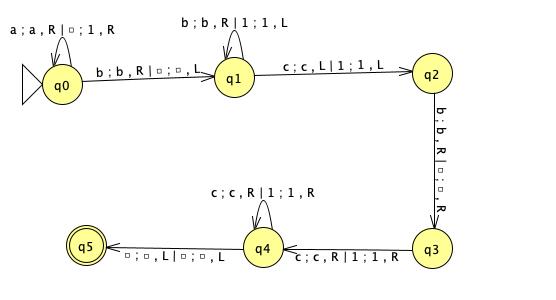 b;b,R|1;1,L
a;a,R|□;1,R
c;c,L|1;1,L
b;b,R|□;□,L
q0
q1
q2
b;b,R|□;□,R
c;c,R|1;1,R
q5
q4
q3
□;□,L|□;□,L
c;c,R|1;1,R